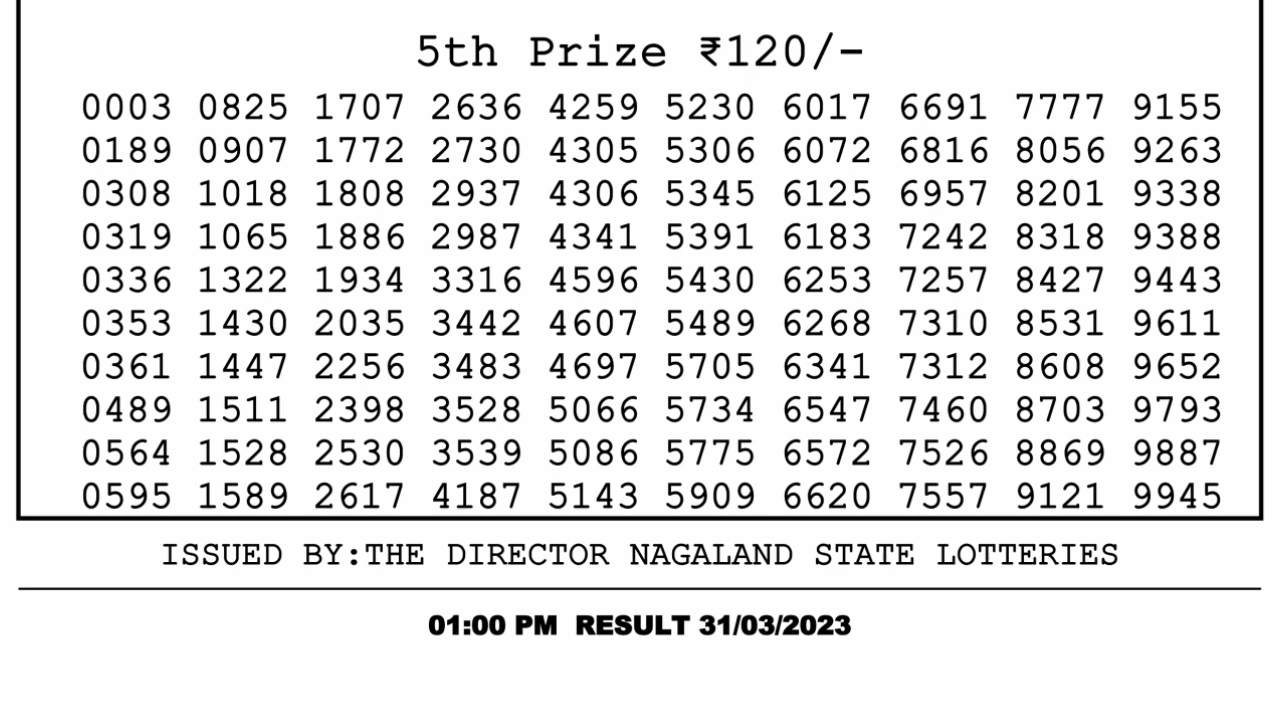 5th Prize ₹120/-
0003 0825 1707 2636 4259 5230 6017 6691 7777 9155
0189 0907 1772 2730 4305 5306 6072 6816 8056 9263
0308 1018 1808 2937 4306 5345 6125 6957 8201 9338
0319 1065 1886 2987 4341 5391 6183 7242 8318 9388
0336 1322 1934 3316 4596 5430 6253 7257 8427 9443
0353 1430 2035 3442 4607 5489 6268 7310 8531 9611
0361 1447 2256 3483 4697 5705 6341 7312 8608 9652
0489 1511 2398 3528 5066 5734 6547 7460 8703 9793
0564 1528 2530 3539 5086 5775 6572 7526 8869 9887
0595 1589 2617 4187 5143 5909 6620 7557 9121 9945
ISSUED BY:THE DIRECTOR NAGALAND STATE LOTTERIES
01:00 PM RESULT 31/03/2023